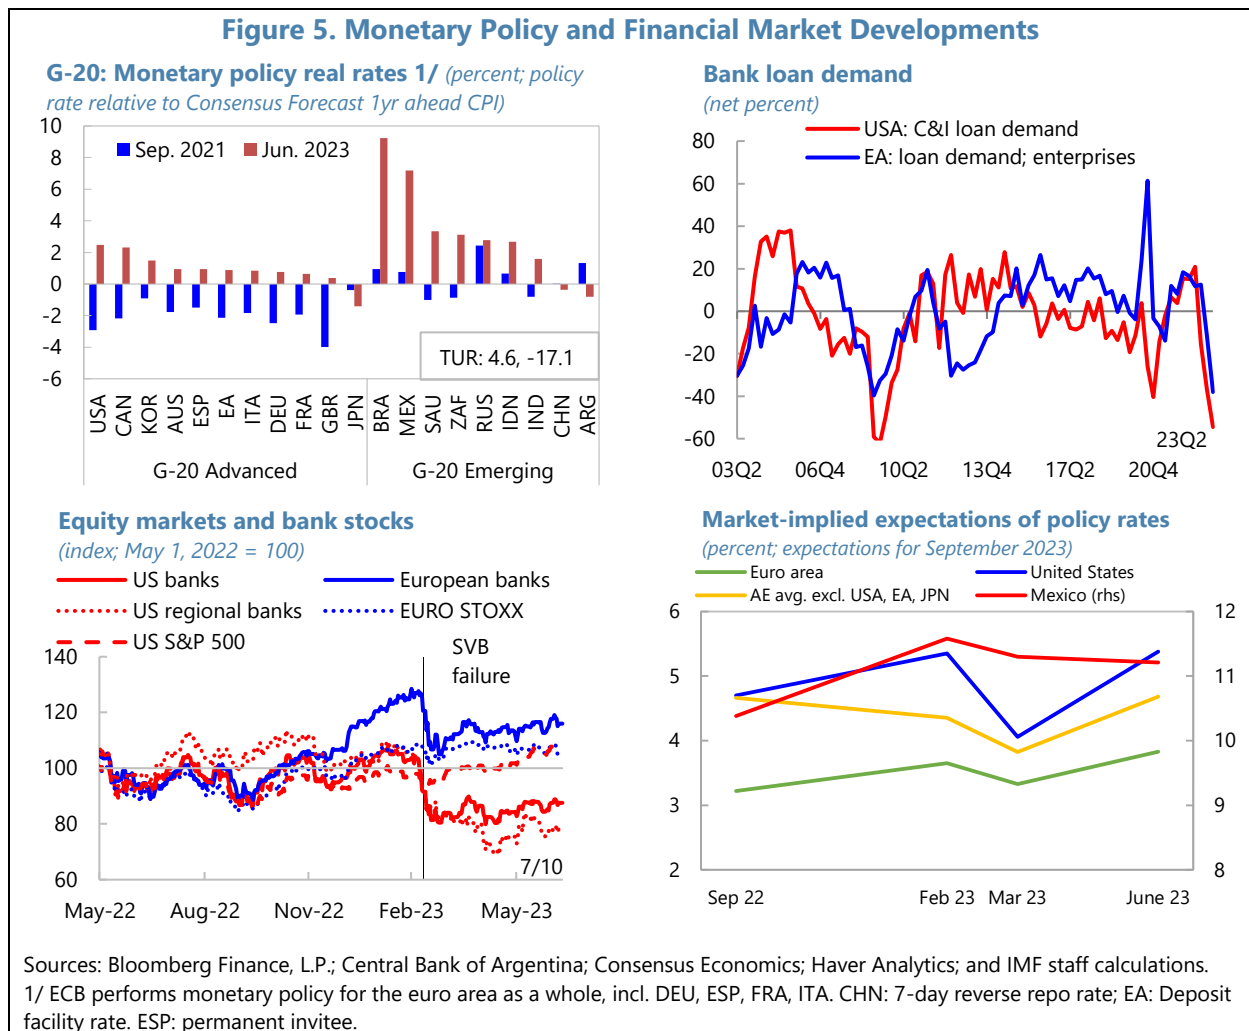 Figure 5. Monetary Policy and Financial Market Developments
G-20: Monetary policy real rates 1/ (percent; policy
rate relative to Consensus Forecast 1yr ahead CPI)
10
8
6
4
2
0
-2
-4
-6
Sep. 2021
Jun. 2023
TUR: 4.6, -17.1
USA
CAN
KOR
AUS
ESP
EA
ITA
DEU
FRA
GBR
JPN
BRA
MEX
SAU
ZAF
RUS
IDN
IND
CHN
ARG
G-20 Advanced
G-20 Emerging
Bank loan demand
(net percent)
USA: C&I loan demand
EA: loan demand; enterprises
80
60
40
20
0
-20
-40
-60
23Q2
03Q2
06Q4
10Q2
13Q4
17Q2
20Q4
Equity markets and bank stocks
(index; May 1, 2022 = 100)
US banks
European banks
US regional banks
EURO STOXX
US S&P 500
SVB
failure
140
120
100
80
60
7/10
May-22
Aug-22
Nov-22
Feb-23
May-23
Market-implied expectations of policy rates
(percent; expectations for September 2023)
Euro area
United States
AE avg. excl. USA, EA, JPN
Mexico (rhs)
6
5
4
3
2
12
11
10
9
8
Sep 22
Feb 23
Mar 23
June 23
Sources: Bloomberg Finance, L.P.; Central Bank of Argentina; Consensus Economics; Haver Analytics; and IMF staff calculations.
1/ ECB performs monetary policy for the euro area as a whole, incl. DEU, ESP, FRA, ITA. CHN: 7-day reverse repo rate; EA: Deposit
facility rate. ESP: permanent invitee.